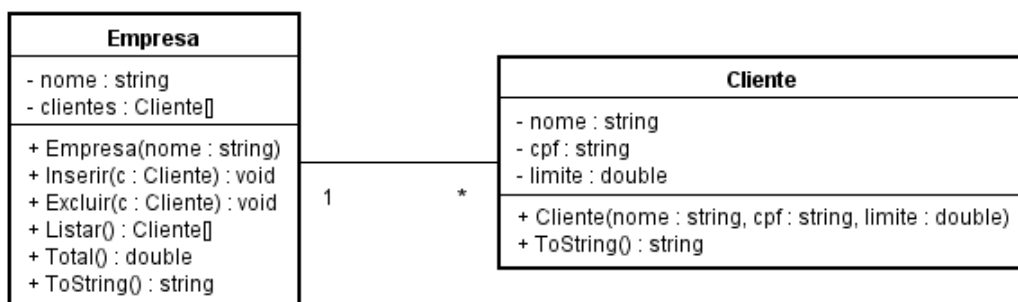 Empresa
- nome : string
- clientes : Cliente[]
+ Empresa(nome : string)
+ Inserir(c : Cliente) : void
+ Excluir(c : Cliente) : void
+ Listar() : Cliente[]
+ Total() : double
+ ToString() : string
1
*
Cliente
- nome : string
- cpf : string
- limite : double
+ Cliente(nome : string, cpf : string, limite : double)
+ ToString() : string